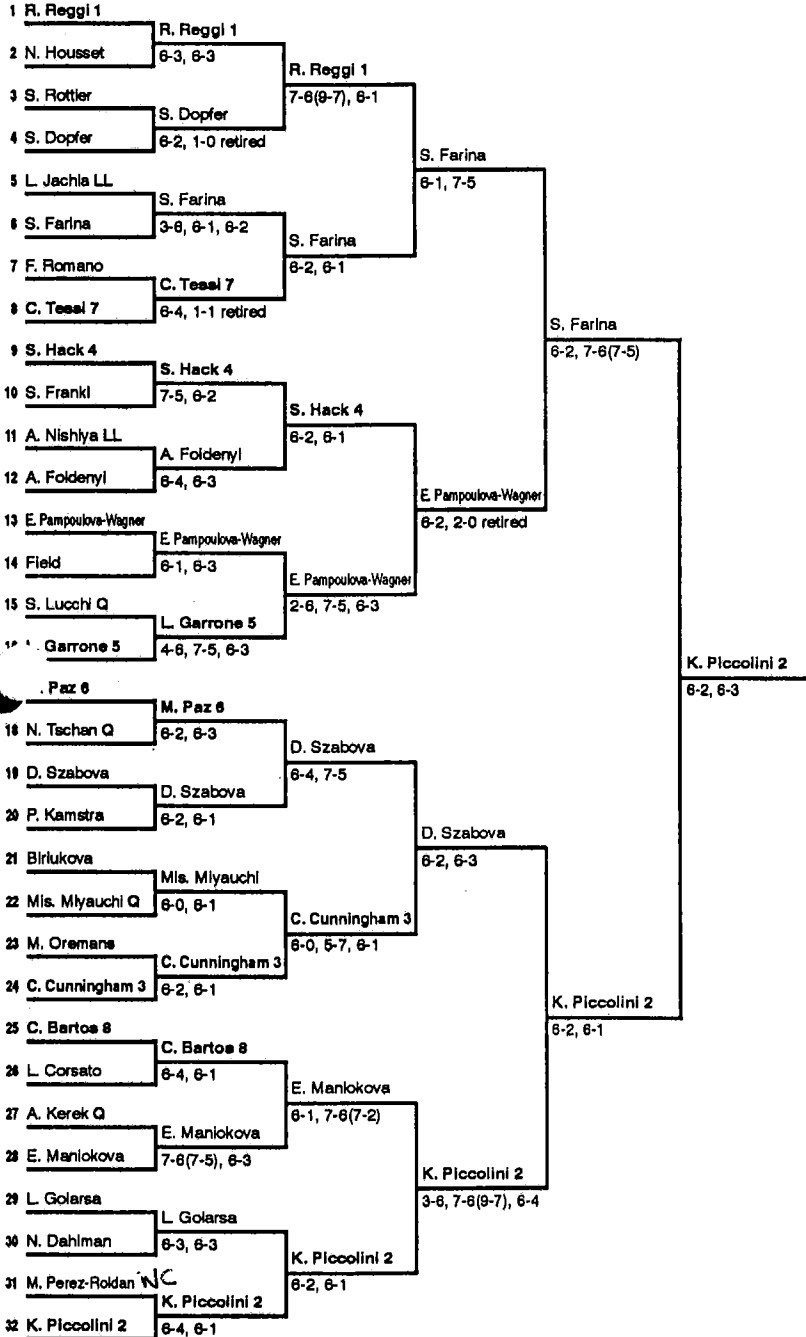 1 R. Reggi 1
R. Reggi 1
2 N. Housset
6-3, 6-3
R. Reggi 1
7-6(9-7), 6-1
3 S. Rottier
S. Dopfer
4 S. Dopfer
6-2, 1-0 retired
S. Farina
6-1, 7-5
5 L. Jachia LL
S. Farina
6 S. Farina
3-6, 6-1, 6-2
S. Farina
6-2, 6-1
7 F. Romano
C. Tessi 7
8 C. Tessi 7
6-4, 1-1 retired
S. Farina
6-2, 7-6(7-5)
9 S. Hack 4
S. Hack 4
10 S. Frankl
7-5, 6-2
S. Hack 4
6-2, 6-1
11 A. Nishiya LL
A. Foldenyi
12 A. Foldenyi
6-4, 6-3
E. Pampoulova-Wagner
6-2, 2-0 retired
13 E. Pampoulova-Wagner
E. Pampoulova-Wagner
14 Field
6-1, 6-3
E. Pampoulova-Wagner
2-6, 7-5, 6-3
15 S. Lucchi Q
L. Garrone 5
Garrone 5
4-6, 7-5, 6-3
K. Piccolini 2
6-2, 6-3
. Paz 6
M. Paz 6
18 N. Tschan Q
6-2, 6-3
D. Szabova
6-4, 7-5
19 D. Szabova
D. Szabova
20 P. Kamstra
6-2, 6-1
D. Szabova
6-2, 6-3
21 Biriukova
Mis. Miyauchi
22 Mis. Miyauchi Q
6-0, 6-1
C. Cunningham 3
6-0, 5-7, 6-1
23 M. Oremans
C. Cunningham 3
24 C. Cunningham 3
6-2, 6-1
K. Piccolini 2
6-2, 6-1
25 C. Bartos 8
C. Bartos 8
26 L. Corsato
6-4, 6-1
E. Maniokova
6-1, 7-6(7-2)
27 A. Kerek Q
E. Maniokova
28 E. Maniokova
7-6(7-5), 6-3
K. Piccolini 2
3-6, 7-6(9-7), 6-4
29 L. Golarsa
L. Golarsa
30 N. Dahlman
6-3, 6-3
K. Piccolini 2
6-2, 6-1
31 M. Perez-Roldan WC
K. Piccolini 2
32 K. Piccolini 2
6-4, 6-1